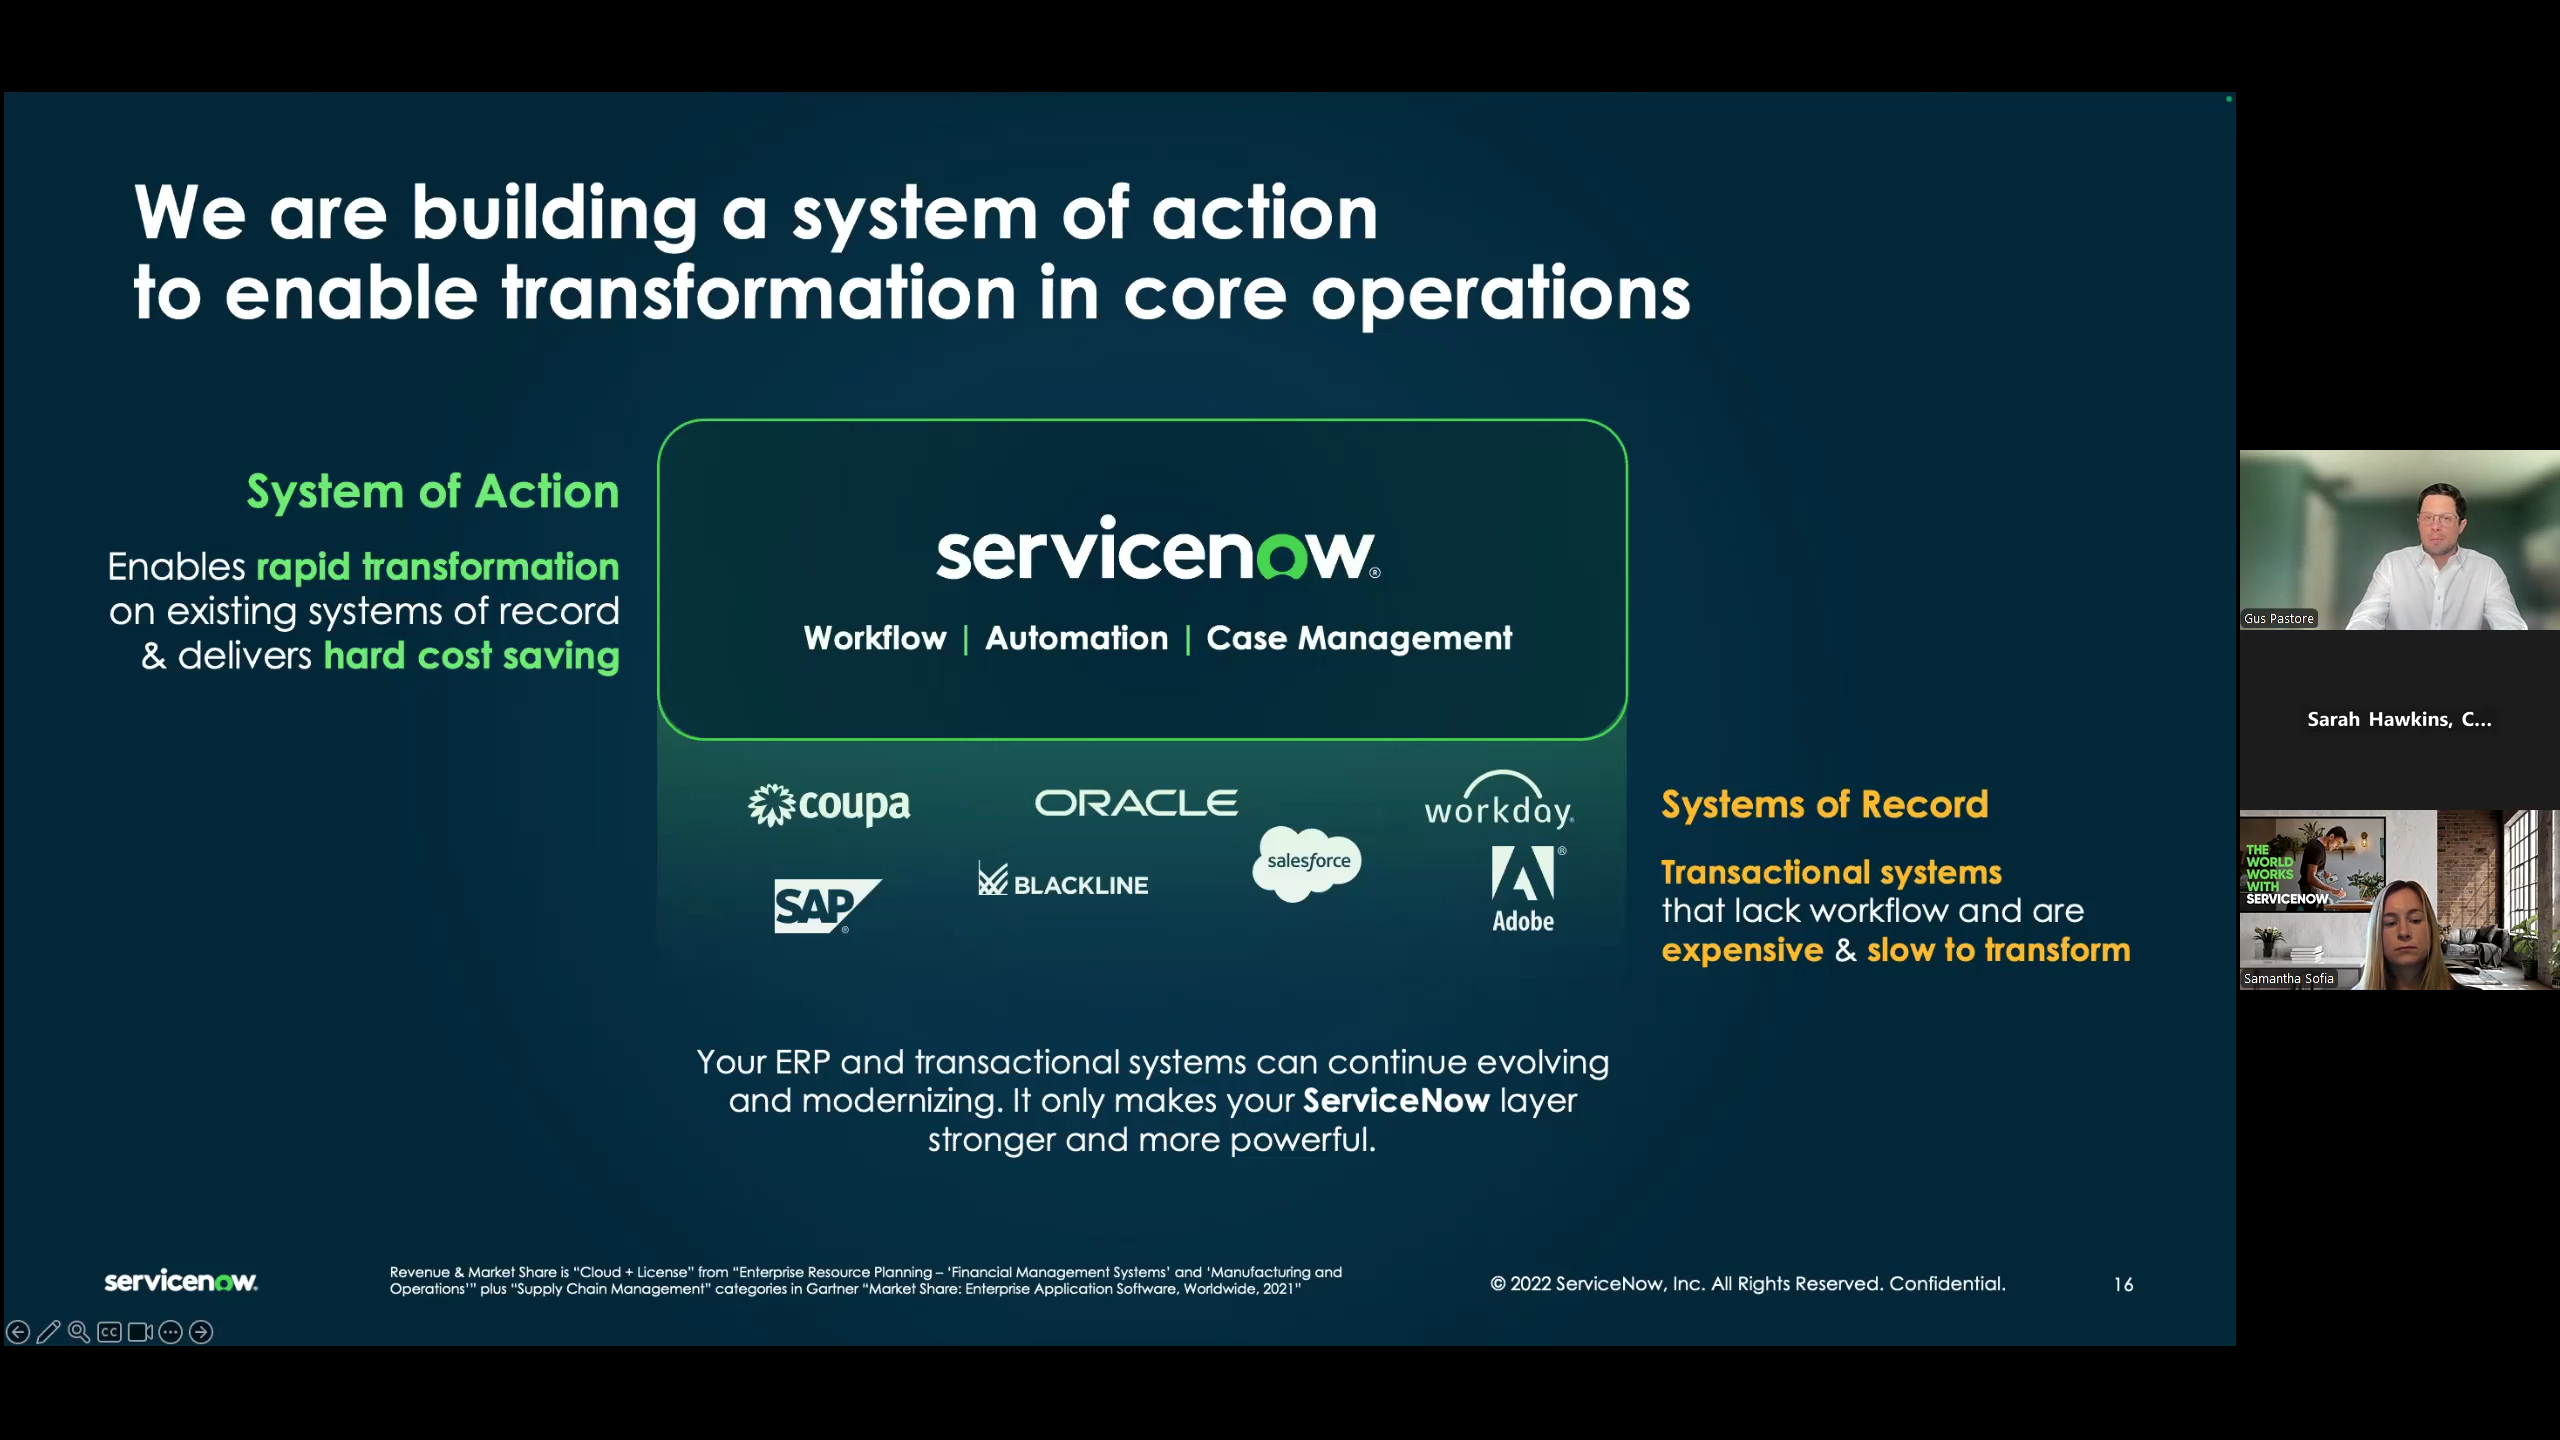 We are building a system of action
to enable transformation in core operations
System of Action
Enables rapid transformation
on existing systems of record
& delivers hard cost saving
servicenow®
Workflow | Automation | Case Management
coupa
ORACLE
workday.
SAP®
BLACKLINE
salesforce
Adobe®
Systems of Record
Transactional systems
that lack workflow and are
expensive & slow to transform
Your ERP and transactional systems can continue evolving
and modernizing. It only makes your ServiceNow layer
stronger and more powerful.
servicenow.
Revenue & Market Share is “Cloud + License” from “Enterprise Resource Planning – ‘Financial Management Systems’ and ‘Manufacturing and
Operations’” plus “Supply Chain Management” categories in Gartner “Market Share: Enterprise Application Software, Worldwide, 2021”
© 2022 ServiceNow, Inc. All Rights Reserved. Confidential.
16
CC
Gus Pastore
Sarah Hawkins, C...
THE
WORLD
WORKS
WITH
SERVICENOW
Samantha Sofia